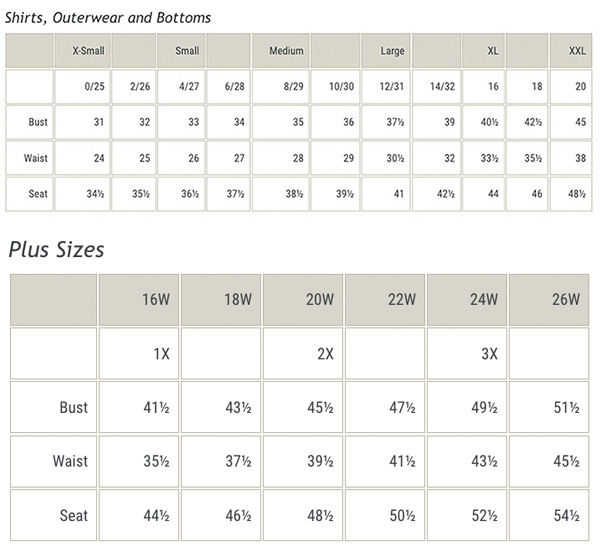 Shirts, Outerwear and Bottoms
X-Small Small Medium Large XL XXL
0/25 2/26 4/27 6/28 8/29 10/30 12/31 14/32 16 18 20
Bust 31 32 33 34 35 36 37½ 39 40½ 42½ 45
Waist 24 25 26 27 28 29 30½ 32 33½ 35½ 38
Seat 34½ 35½ 36½ 37½ 38½ 39½ 41 42½ 44 46 48½
Plus Sizes
16W 18W 20W 22W 24W 26W
1X 2X 3X
Bust 41½ 43½ 45½ 47½ 49½ 51½
Waist 35½ 37½ 39½ 41½ 43½ 45½
Seat 44½ 46½ 48½ 50½ 52½ 54½